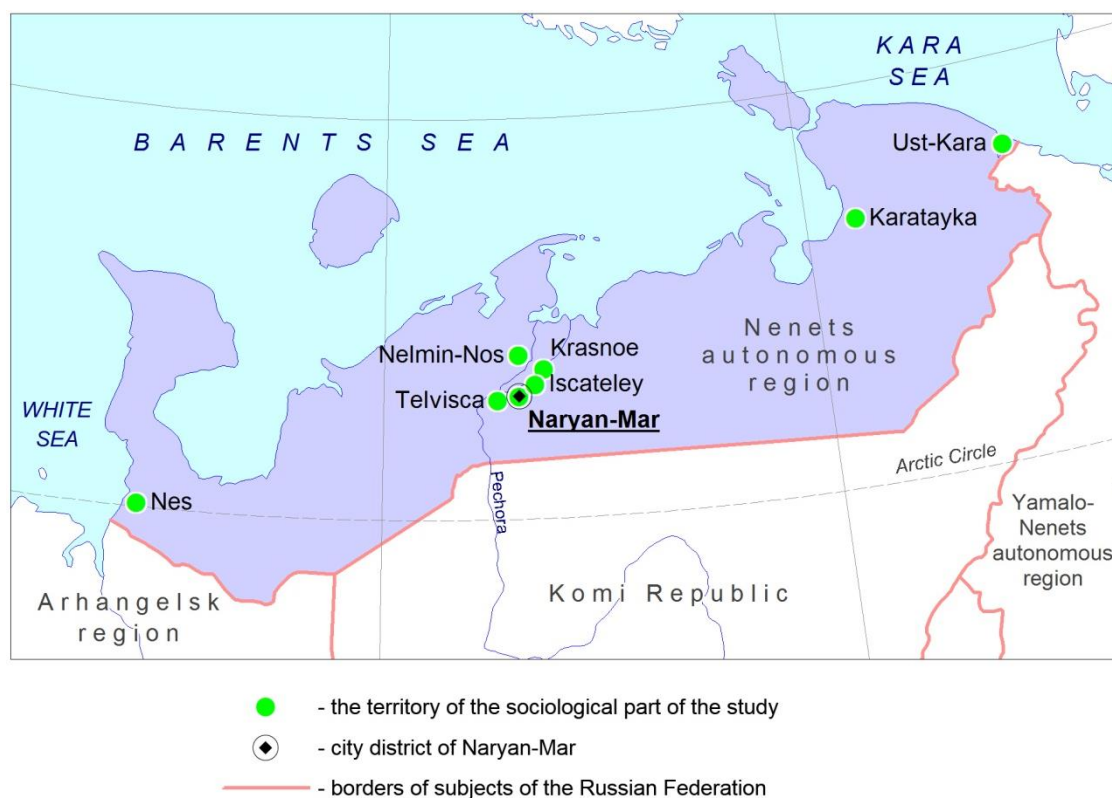 KARA
SEA
BARENTS SEA
Ust-Kara
Karatayka
Nenets
autonomous
region
Nelmin-Nos
Krasnoe
Iscateley
Telvisca
Naryan-Mar
WHITE
SEA
Nes
Pechora
Arctic Circle
Yamalo-
Nenets
autonomous
region
Arhangelsk
region
Komi Republic
- the territory of the sociological part of the study
- city district of Naryan-Mar
- borders of subjects of the Russian Federation